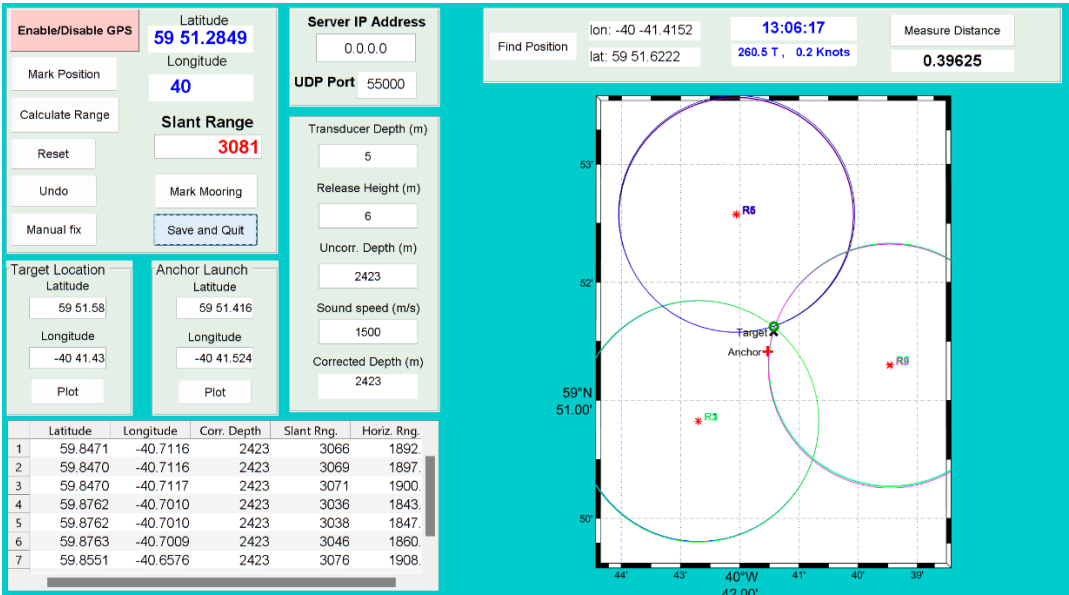 Enable/Disable GPS
Latitude
59 51.2849
Longitude
40
Mark Position
Calculate Range
Slant Range
3081
Reset
Undo
Mark Mooring
Manual fix
Save and Quit
Server IP Address
0.0.0.0
UDP Port 55000
Transducer Depth (m)
5
Release Height (m)
6
Uncorr. Depth (m)
2423
Sound speed (m/s)
1500
Corrected Depth (m)
2423
Find Position
lon: -40 -41.4152
lat: 59 51.6222
13:06:17
260.5 T , 0.2 Knots
Measure Distance
0.39625
Target Location
Latitude
59 51.58
Longitude
-40 41.43
Plot
Anchor Launch
Latitude
59 51.416
Longitude
-40 41.524
Plot
Latitude Longitude Corr. Depth Slant Rng. Horiz. Rng.
1 59.8471 -40.7116 2423 3066 1892.
2 59.8470 -40.7116 2423 3069 1897.
3 59.8470 -40.7117 2423 3071 1900.
4 59.8762 -40.7010 2423 3036 1843.
5 59.8762 -40.7010 2423 3038 1847.
6 59.8763 -40.7009 2423 3046 1860.
7 59.8551 -40.6576 2423 3076 1908.
53'
52'
59°N
51.00'
50'
Target
Anchor
44' 43' 40°W 41' 40' 39'
42.00'